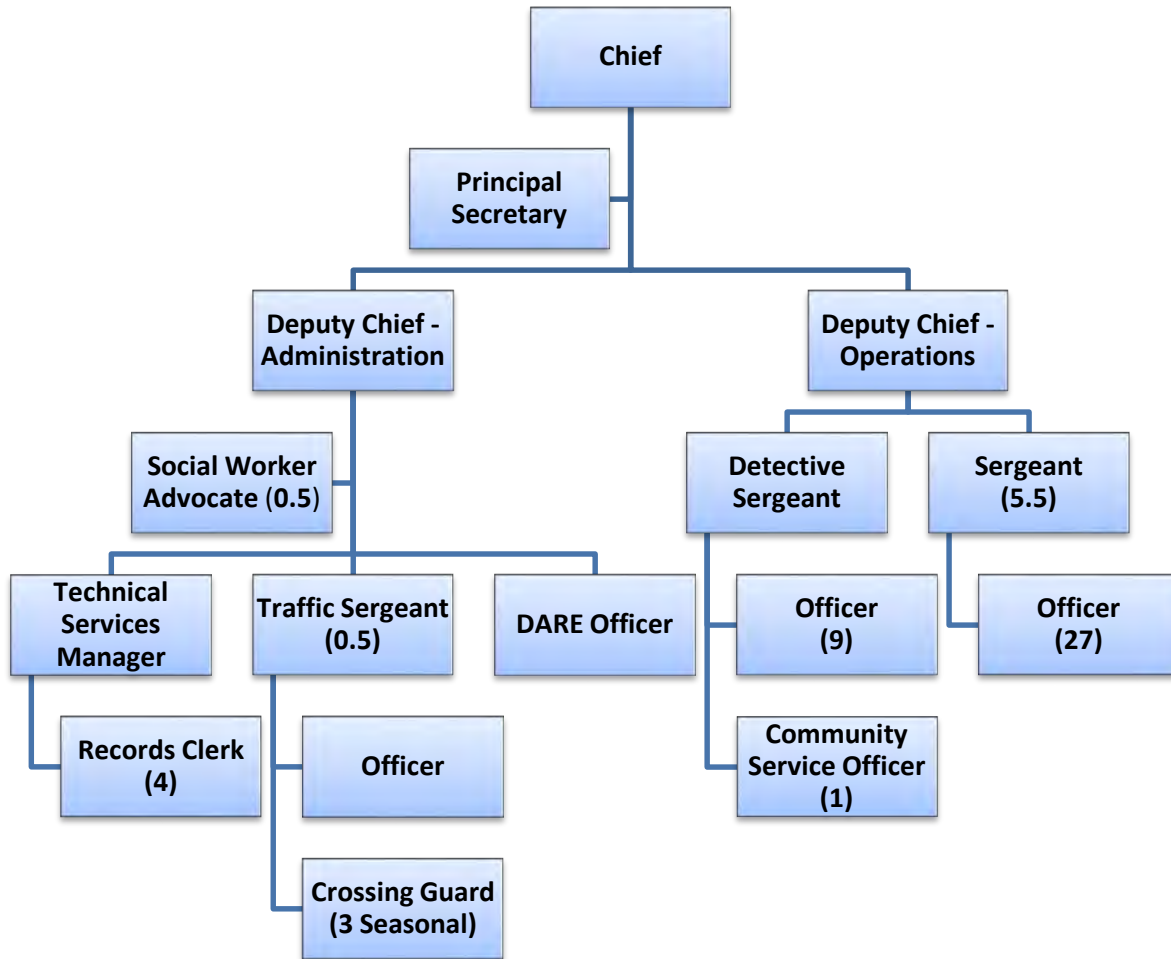 Chief
Principal
Secretary
Deputy Chief -
Administration
Deputy Chief -
Operations
Social Worker
Advocate (0.5)
Detective
Sergeant
Sergeant
(5.5)
Technical
Services
Manager
Traffic Sergeant
(0.5)
DARE Officer
Officer
(9)
Officer
(27)
Records Clerk
(4)
Officer
Community
Service Officer
(1)
Crossing Guard
(3 Seasonal)